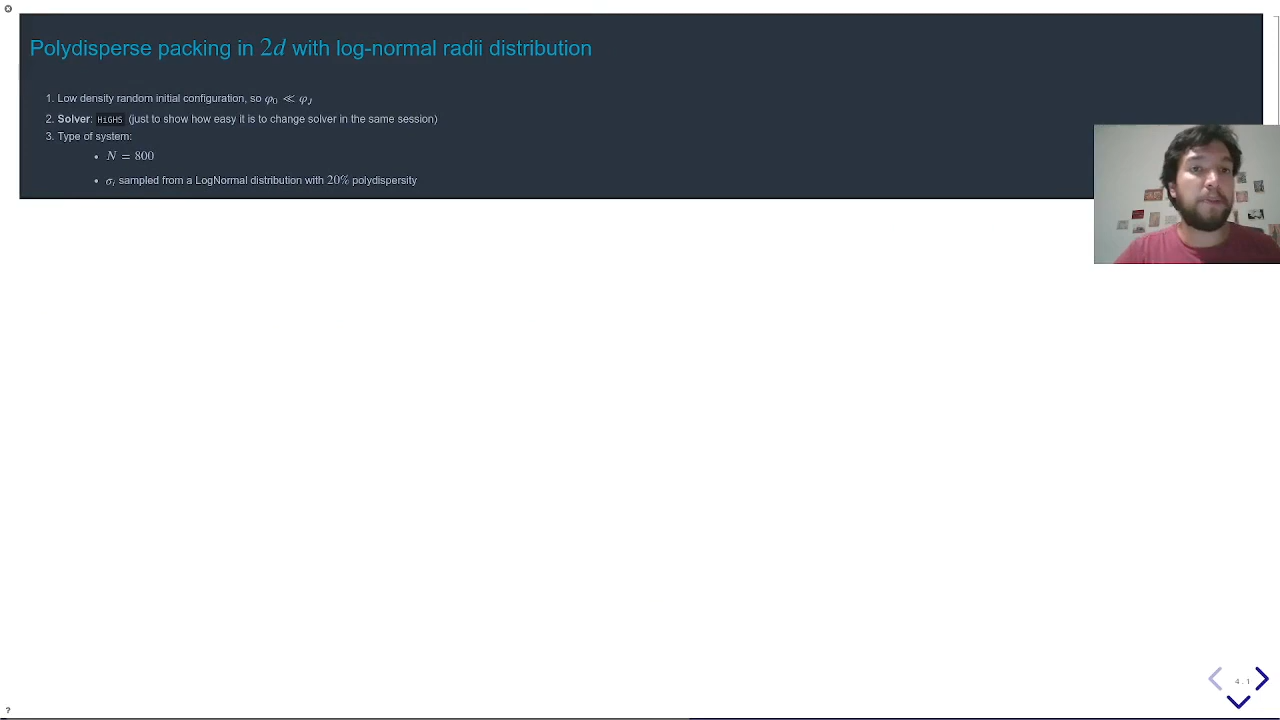 Polydisperse packing in 2d with log-normal radii distribution
1. Low density random initial configuration, so φ₀ ≪ φ_J
2. Solver: HiGHS (just to show how easy it is to change solver in the same session)
3. Type of system:
• N = 800
• σᵢ sampled from a LogNormal distribution with 20% polydispersity
4.1
?